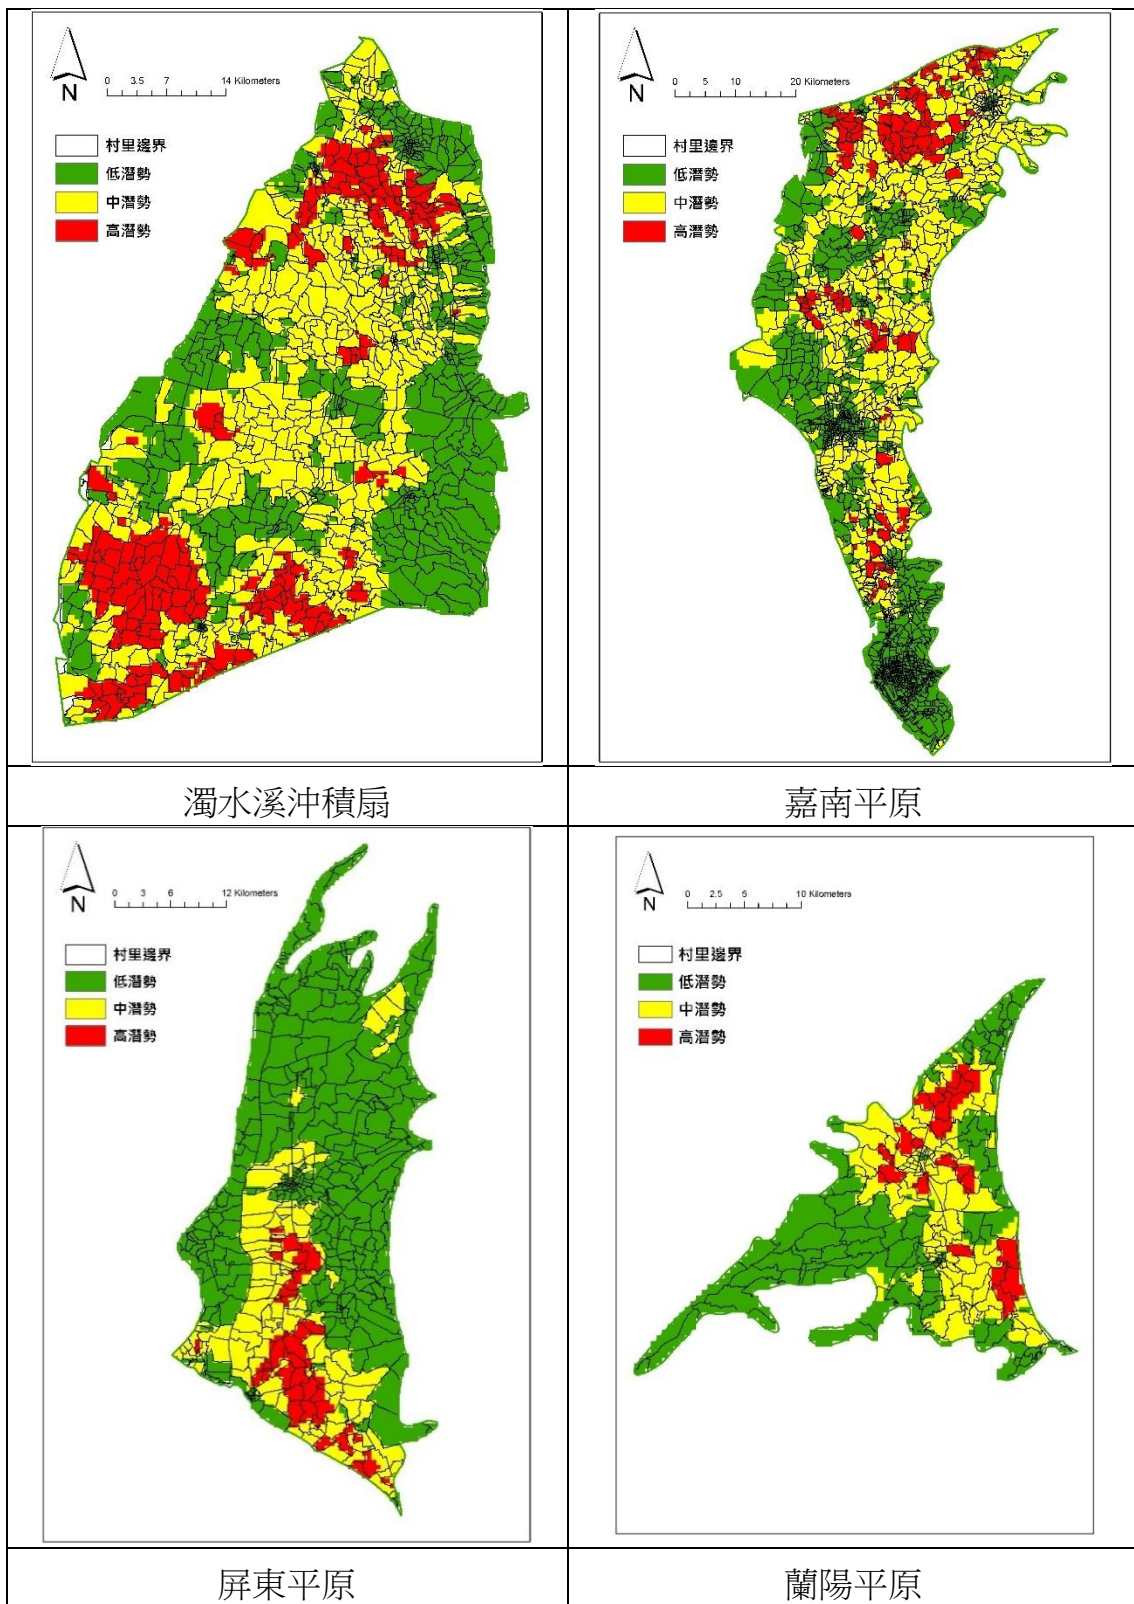 N
0 3.5 7 14 Kilometers
村里邊界
低潛勢
中潛勢
高潛勢
N
0 5 10 20 Kilometers
村里邊界
低潛勢
中潛勢
高潛勢
濁水溪沖積扇
嘉南平原
N
0 3 6 12 Kilometers
村里邊界
低潛勢
中潛勢
高潛勢
N
0 2.5 5 10 Kilometers
村里邊界
低潛勢
中潛勢
高潛勢
屏東平原
蘭陽平原